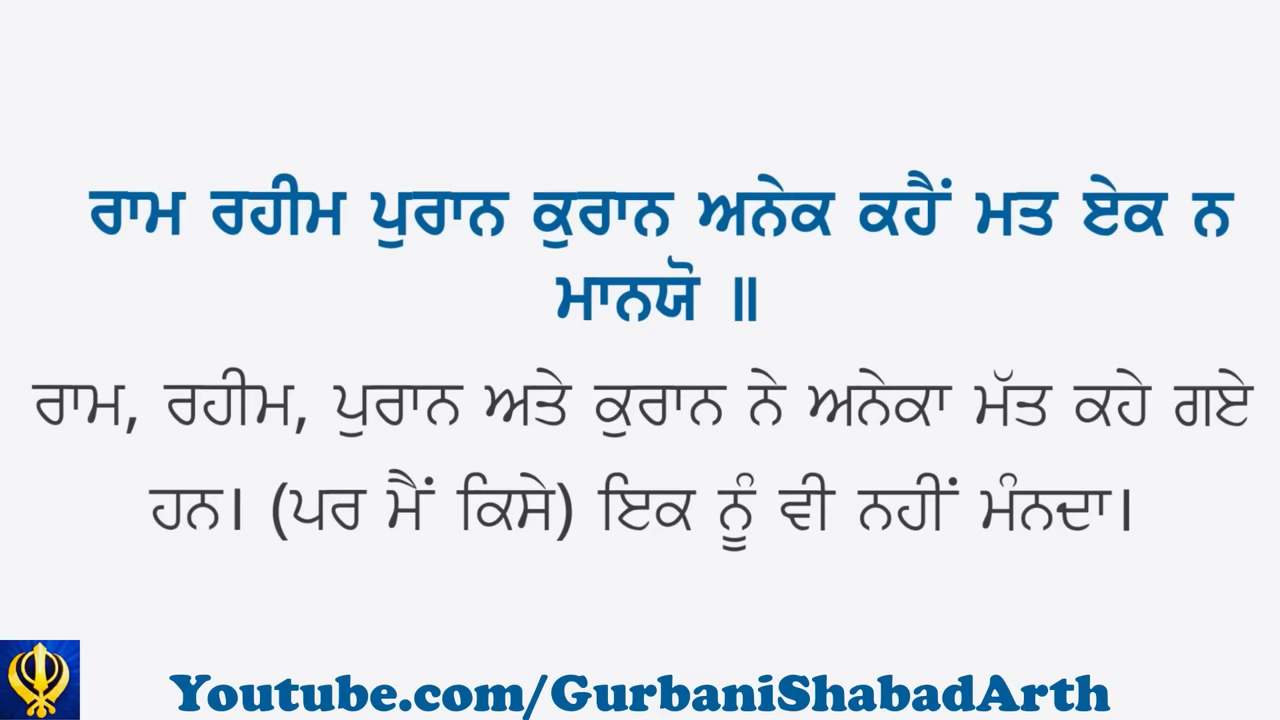 ਰਾਮ ਰਹੀਮ ਪੁਰਾਨ ਕੁਰਾਨ ਅਨੇਕ ਕਹੈਂ ਮਤ ਏਕ ਨ
ਮਾਨਯੋ ॥
ਰਾਮ, ਰਹੀਮ, ਪੁਰਾਨ ਅਤੇ ਕੁਰਾਨ ਨੇ ਅਨੇਕਾ ਮੱਤ ਕਹੇ ਗਏ
ਹਨ। (ਪਰ ਮੈਂ ਕਿਸੇ) ਇਕ ਨੂੰ ਵੀ ਨਹੀਂ ਮੰਨਦਾ।
Youtube.com/GurbaniShabadArth